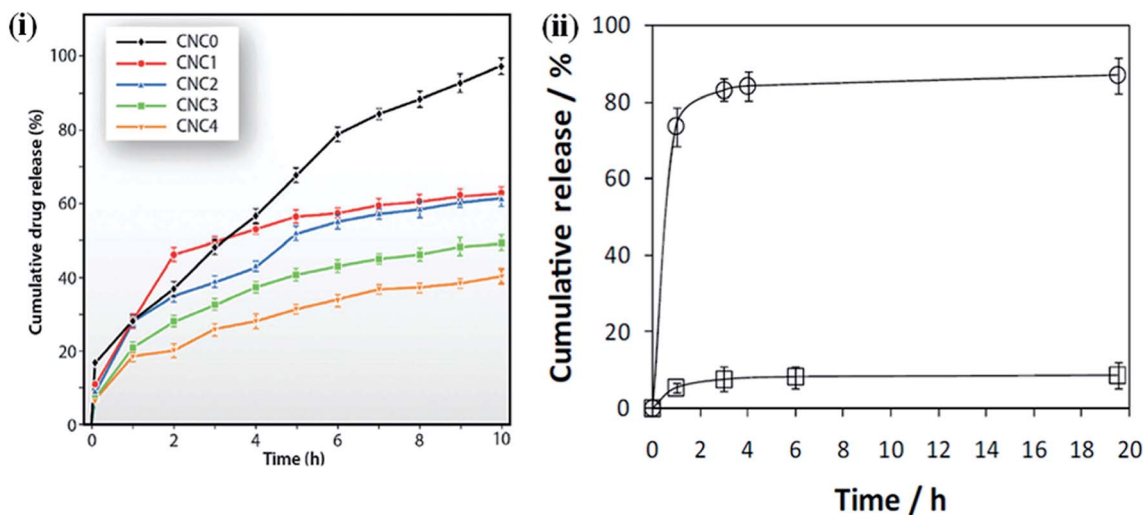 (i)
CNC0
CNC1
CNC2
CNC3
CNC4
Cumulative drug release (%)
100
80
60
40
20
0
0 2 4 6 8 10
Time (h)
(ii)
Cumulative release / %
100
80
60
40
20
0
0 2 4 6 8 10 12 14 16 18 20
Time / h